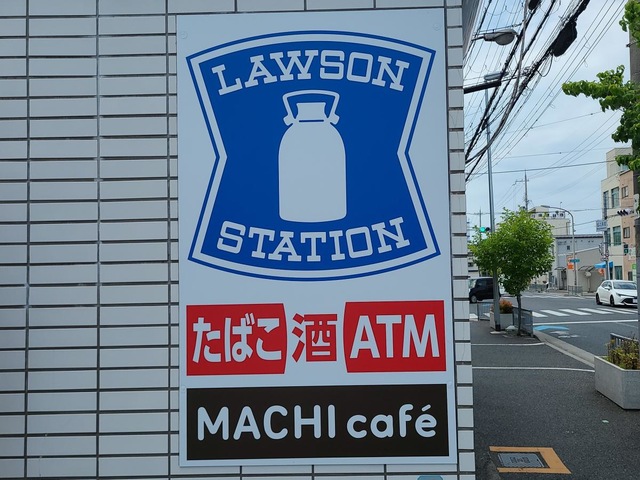 LAWSON
STATION
たばこ 酒 ATM
MACHI café